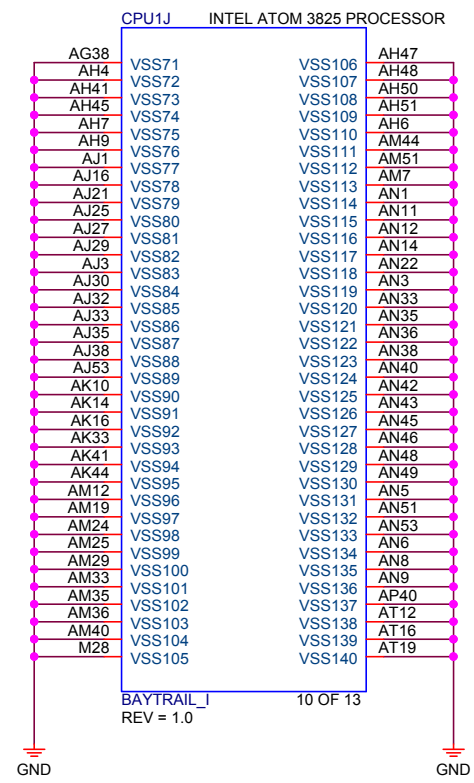 CPU1J INTEL ATOM 3825 PROCESSOR
AG38 VSS71 VSS106 AH47
AH4 VSS72 VSS107 AH48
AH41 VSS73 VSS108 AH50
AH45 VSS74 VSS109 AH51
AH7 VSS75 VSS110 AH6
AH9 VSS76 VSS111 AM44
AJ1 VSS77 VSS112 AM51
AJ16 VSS78 VSS113 AM7
AJ21 VSS79 VSS114 AN1
AJ25 VSS80 VSS115 AN11
AJ27 VSS81 VSS116 AN12
AJ29 VSS82 VSS117 AN14
AJ3 VSS83 VSS118 AN22
AJ30 VSS84 VSS119 AN3
AJ32 VSS85 VSS120 AN33
AJ33 VSS86 VSS121 AN35
AJ35 VSS87 VSS122 AN36
AJ38 VSS88 VSS123 AN38
AJ53 VSS89 VSS124 AN40
AK10 VSS90 VSS125 AN42
AK14 VSS91 VSS126 AN43
AK16 VSS92 VSS127 AN45
AK33 VSS93 VSS128 AN46
AK41 VSS94 VSS129 AN48
AK44 VSS95 VSS130 AN49
AM12 VSS96 VSS131 AN5
AM19 VSS97 VSS132 AN51
AM24 VSS98 VSS133 AN53
AM25 VSS99 VSS134 AN6
AM29 VSS100 VSS135 AN8
AM33 VSS101 VSS136 AN9
AM35 VSS102 VSS137 AP40
AM36 VSS103 VSS138 AT12
AM40 VSS104 VSS139 AT16
M28 VSS105 VSS140 AT19
BAYTRAIL_I 10 OF 13
REV = 1.0
GND GND